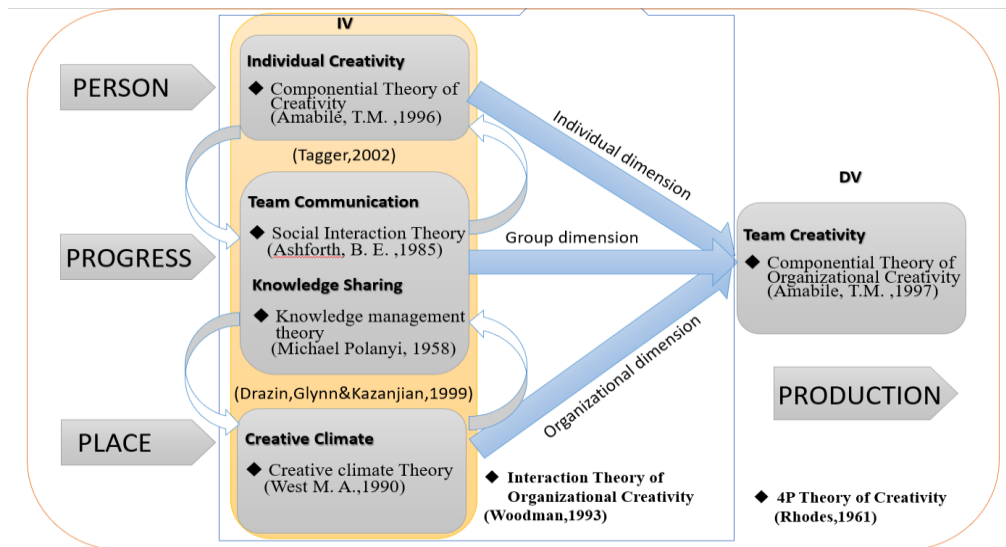 IV
PERSON
Individual Creativity
◆ Componential Theory of
Creativity
(Amabile, T.M. ,1996)
(Tagger,2002)
PROGRESS
Team Communication
◆ Social Interaction Theory
(Ashforth, B. E. ,1985)
Knowledge Sharing
◆ Knowledge management
theory
(Michael Polanyi, 1958)
(Drazin,Glynn&Kazanjian,1999)
PLACE
Creative Climate
◆ Creative climate Theory
(West M. A.,1990)
Individual dimension
Group dimension
Organizational dimension
◆ Interaction Theory of
Organizational Creativity
(Woodman,1993)
DV
Team Creativity
◆ Componential Theory of
Organizational Creativity
(Amabile, T.M. ,1997)
PRODUCTION
◆ 4P Theory of Creativity
(Rhodes,1961)